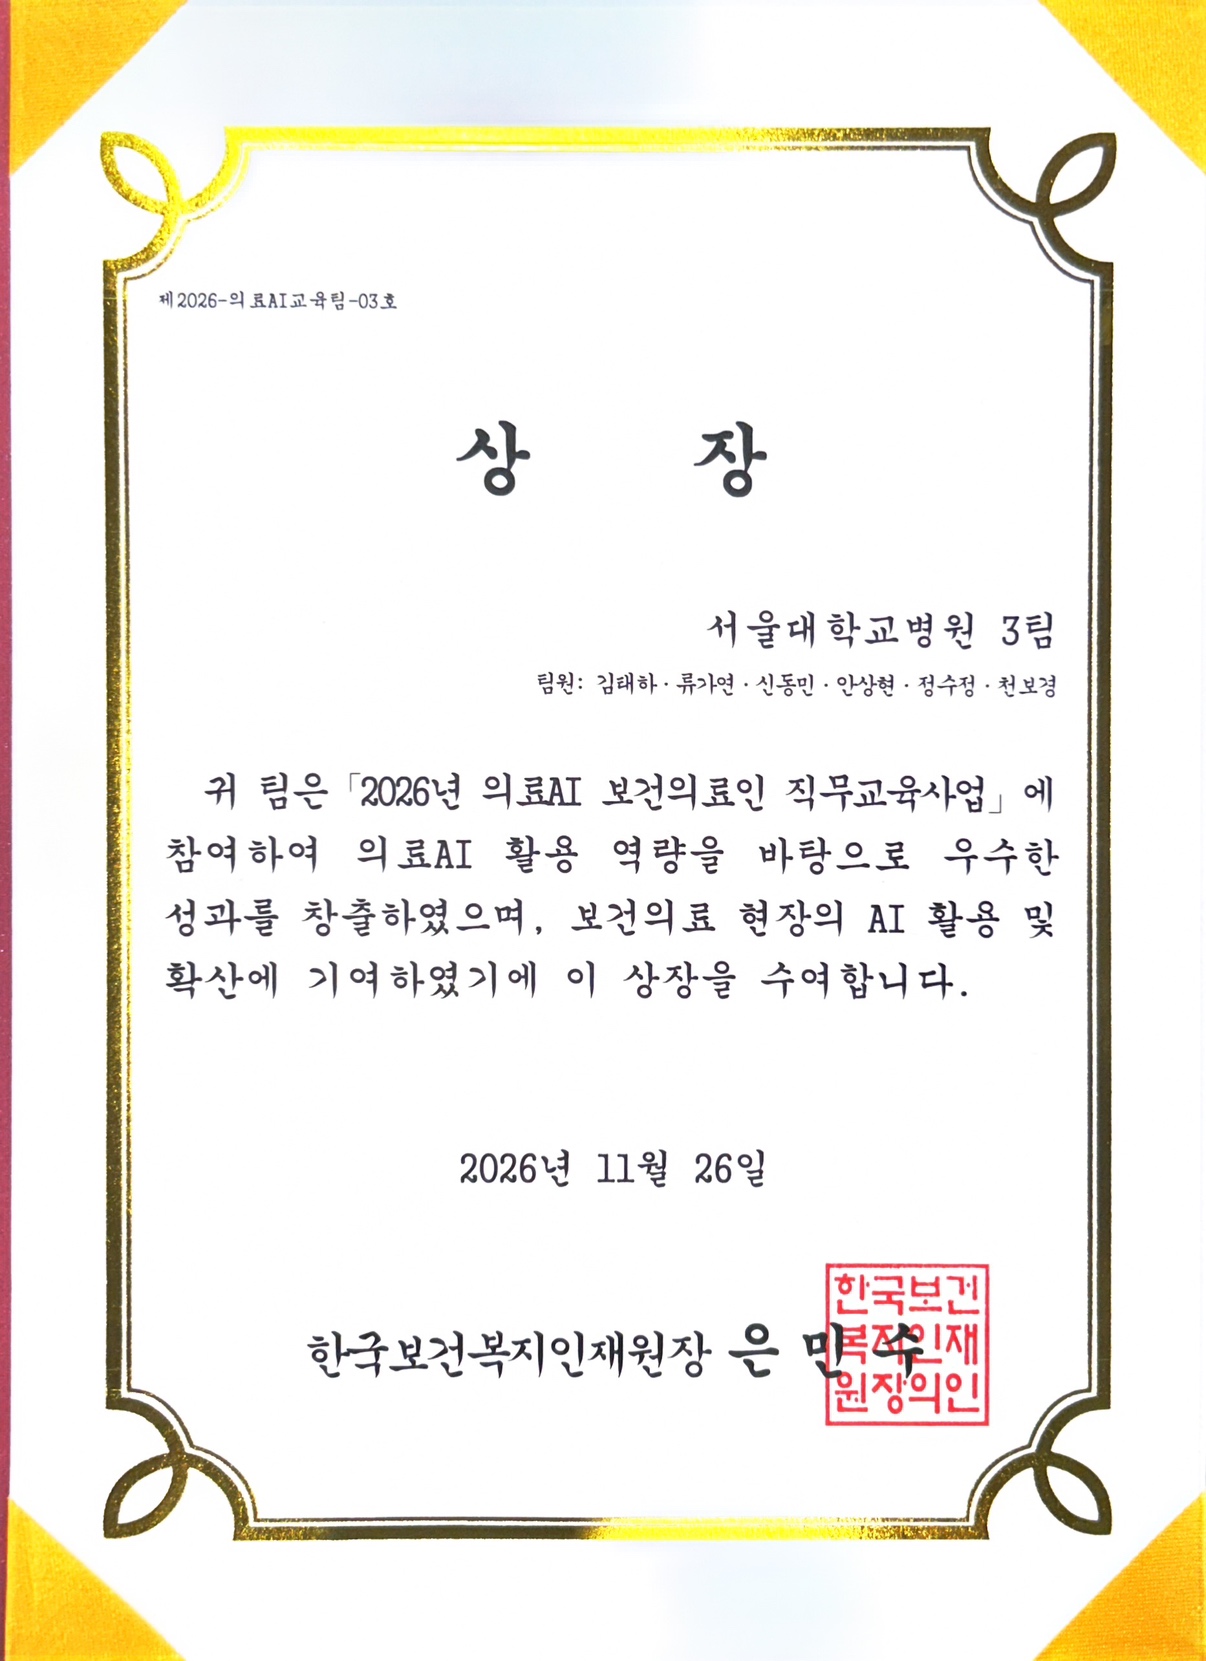 제2026-의료AI교육팀-03호
상 장
서울대학교병원 3팀
팀원: 김태하·류가연·신동민·안상현·정수정·천보경
귀 팀은「2026년 의료AI 보건의료인 직무교육사업」에
참여하여 의료AI 활용 역량을 바탕으로 우수한
성과를 창출하였으며, 보건의료 현장의 AI 활용 및
확산에 기여하였기에 이 상장을 수여합니다.
2026년 11월 26일
한국보건복지인재원장 은 민 수
한국보건
복지인재
원장의인